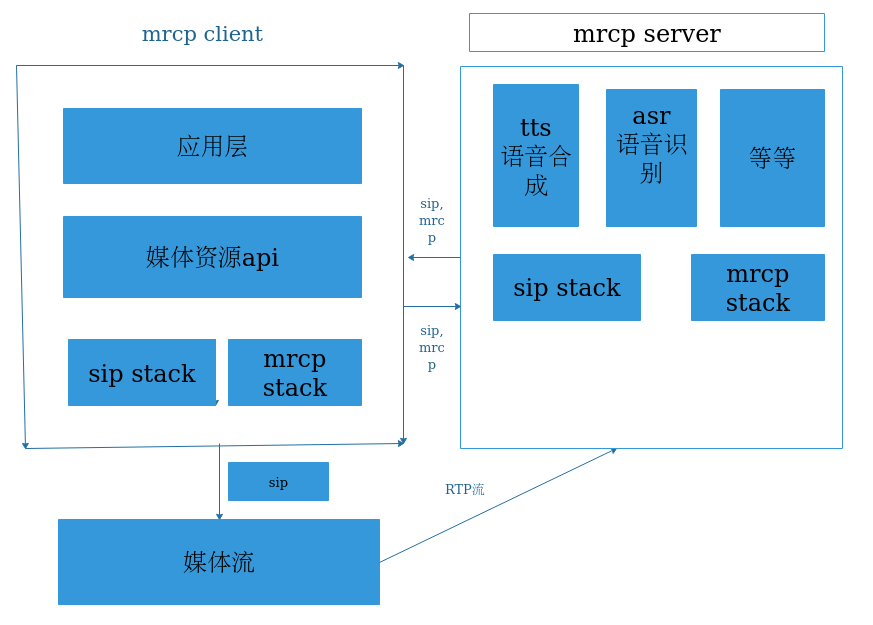 mrcp client
应用层
媒体资源api
sip stack
mrcp
stack
sip,
mrc
p
sip,
mrc
p
mrcp server
tts
语音合
成
asr
语音识
别
等等
sip stack
mrcp
stack
sip
RTP流
媒体流